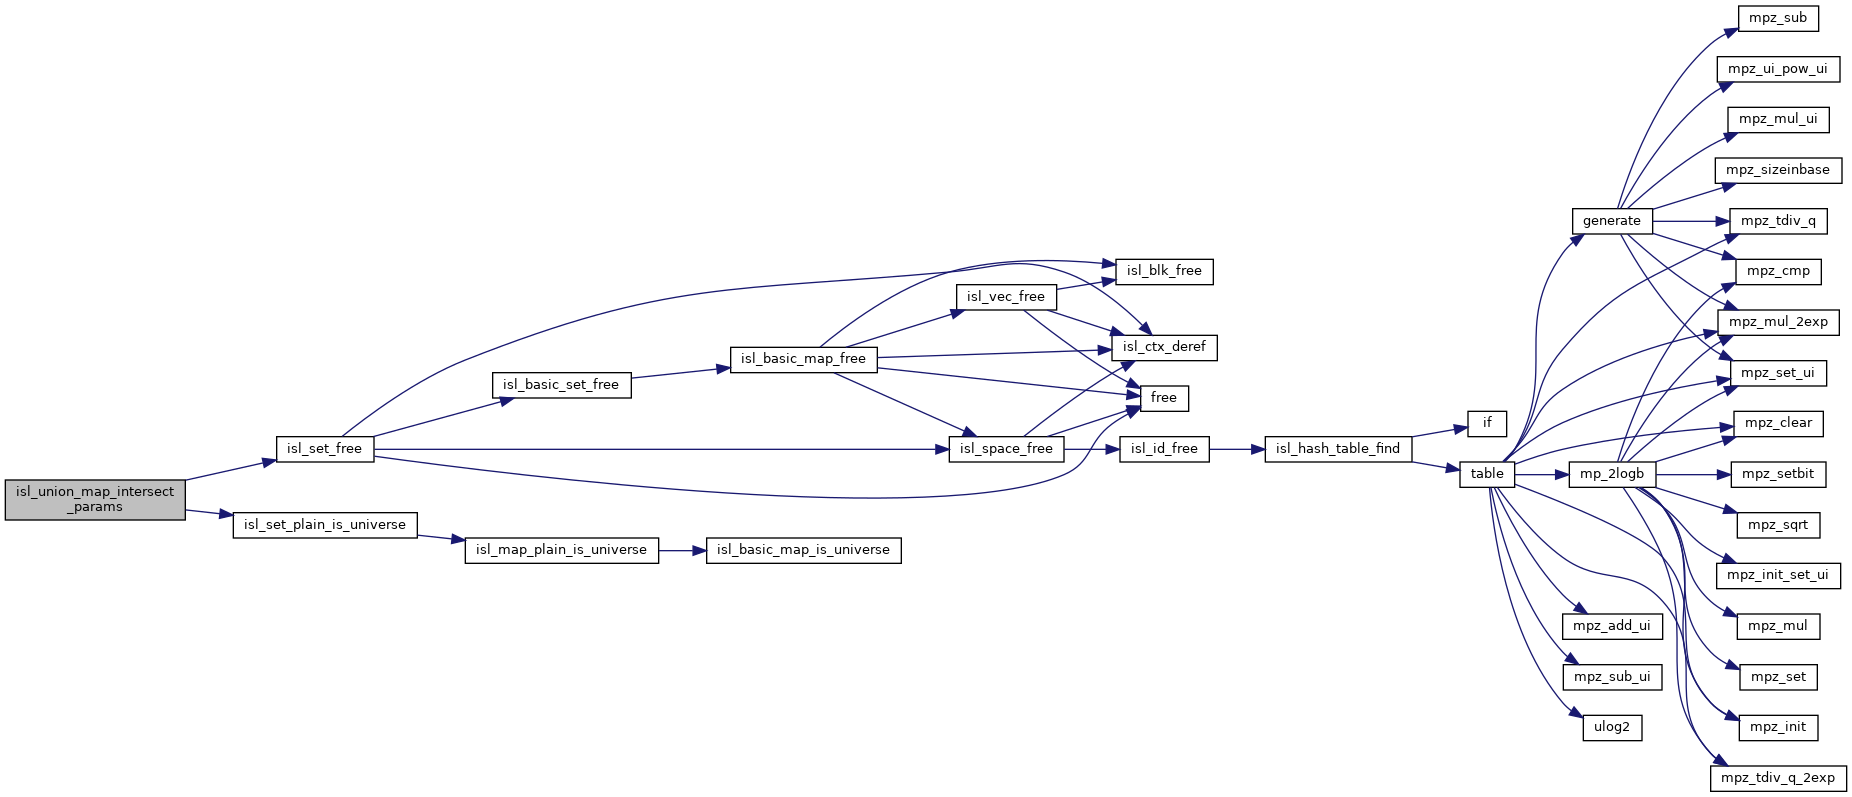 mpz_sub
mpz_ui_pow_ui
mpz_mul_ui
mpz_sizeinbase
generate
mpz_tdiv_q
isl_blk_free
mpz_cmp
isl_vec_free
mpz_mul_2exp
isl_ctx_deref
isl_basic_map_free
mpz_set_ui
isl_basic_set_free
free
if
mpz_clear
isl_set_free
isl_space_free
isl_id_free
isl_hash_table_find
table
mp_2logb
mpz_setbit
isl_union_map_intersect
_params
isl_set_plain_is_universe
mpz_sqrt
isl_map_plain_is_universe
isl_basic_map_is_universe
mpz_init_set_ui
mpz_add_ui
mpz_mul
mpz_sub_ui
mpz_set
ulog2
mpz_init
mpz_tdiv_q_2exp